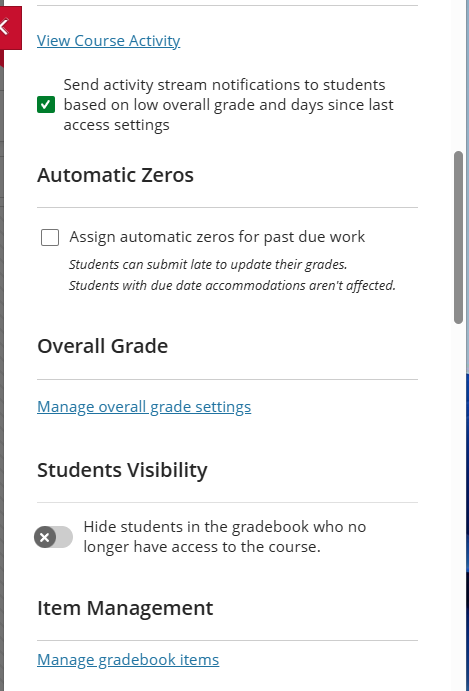 View Course Activity
Send activity stream notifications to students
based on low overall grade and days since last
access settings
Automatic Zeros
Assign automatic zeros for past due work
Students can submit late to update their grades.
Students with due date accommodations aren't affected.
Overall Grade
Manage overall grade settings
Students Visibility
Hide students in the gradebook who no
longer have access to the course.
Item Management
Manage gradebook items